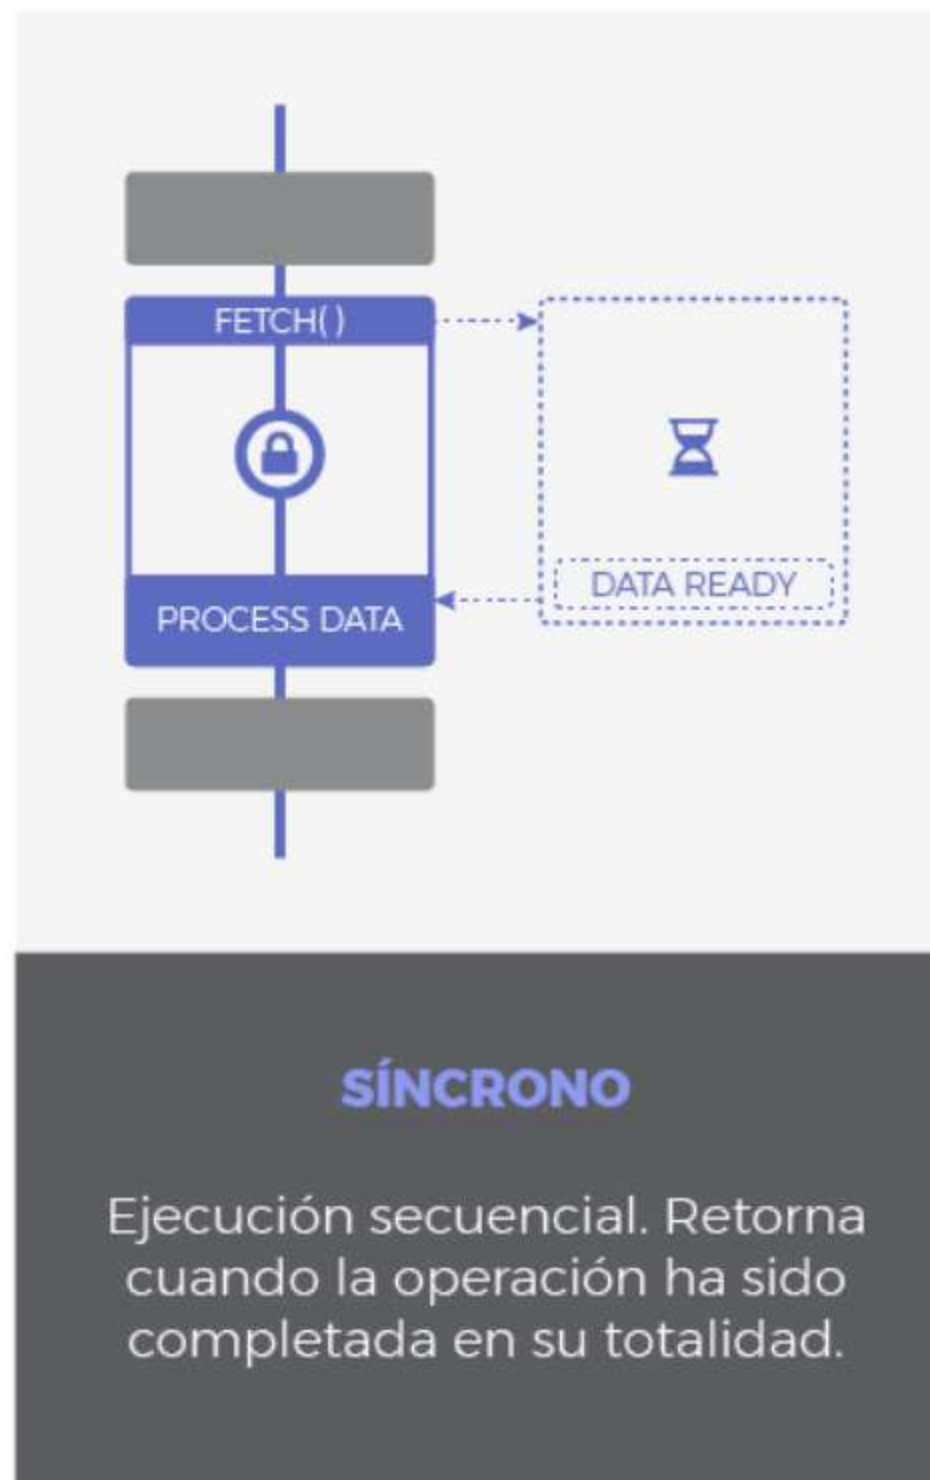 FETCH( )
PROCESS DATA
DATA READY
SÍNCRONO
Ejecución secuencial. Retorna
cuando la operación ha sido
completada en su totalidad.